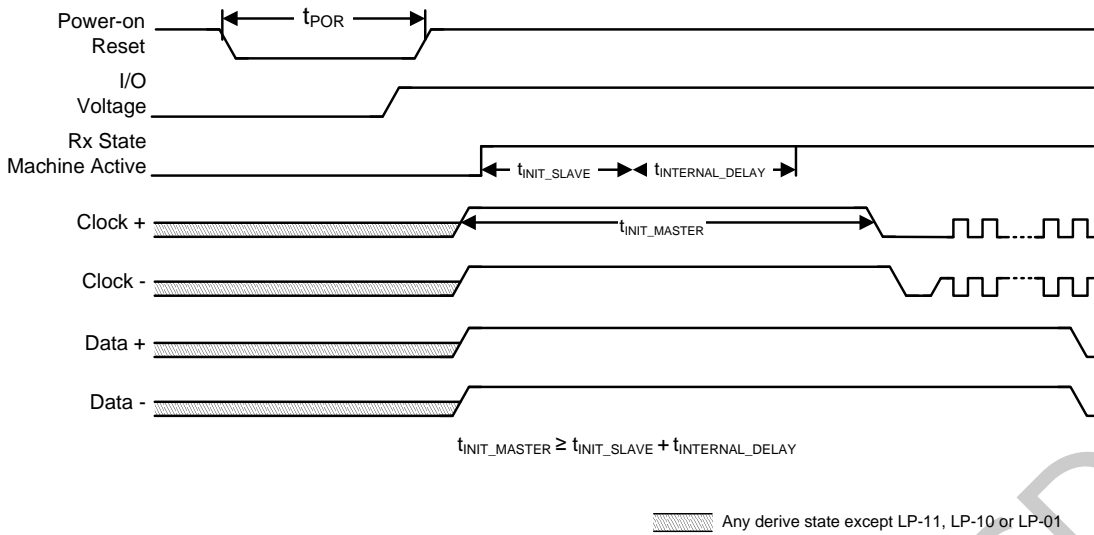 Power-on
Reset
tPOR
I/O
Voltage
Rx State
Machine Active
tINIT_SLAVE
tINTERNAL_DELAY
Clock +
tINIT_MASTER
Clock -
Data +
Data -
tINIT_MASTER ≥ tINIT_SLAVE + tINTERNAL_DELAY
Any derive state except LP-11, LP-10 or LP-01